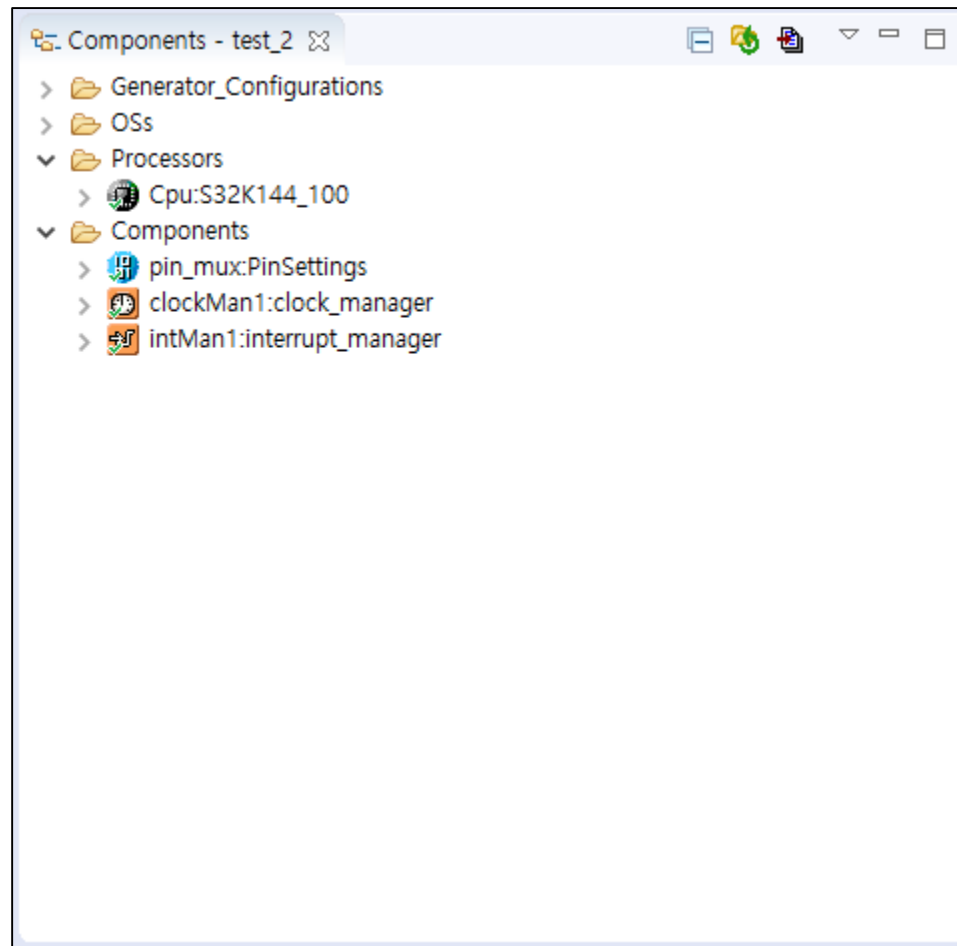 Components - test_2
Generator_Configurations
OSs
Processors
Cpu:S32K144_100
Components
pin_mux:PinSettings
clockMan1:clock_manager
intMan1:interrupt_manager